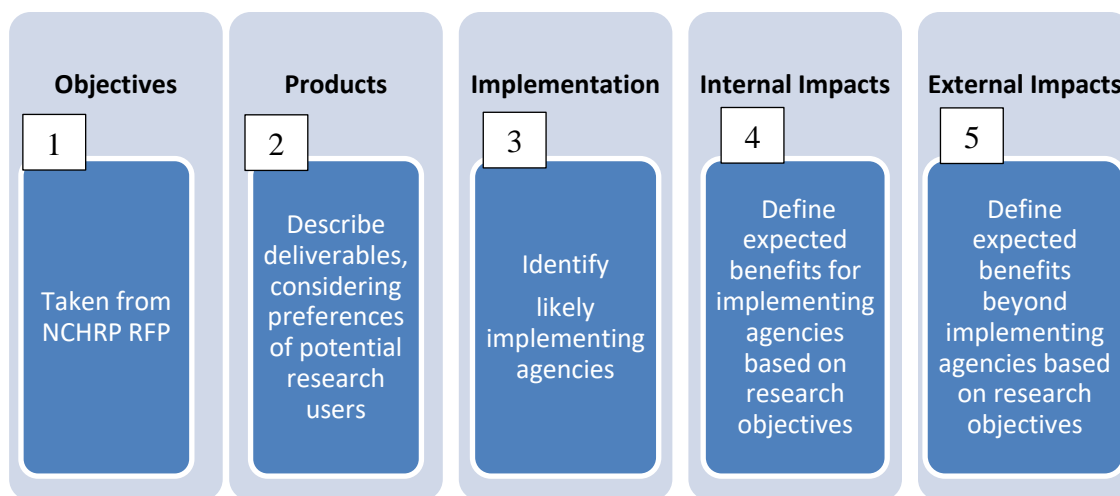 Objectives
1
Taken from
NCHRP RFP
Products
2
Describe
deliverables,
considering
preferences
of potential
research
users
Implementation
3
Identify
likely
implementing
agencies
Internal Impacts
4
Define
expected
benefits for
implementing
agencies
based on
research
objectives
External Impacts
5
Define
expected
benefits
beyond
implementing
agencies based
on research
objectives